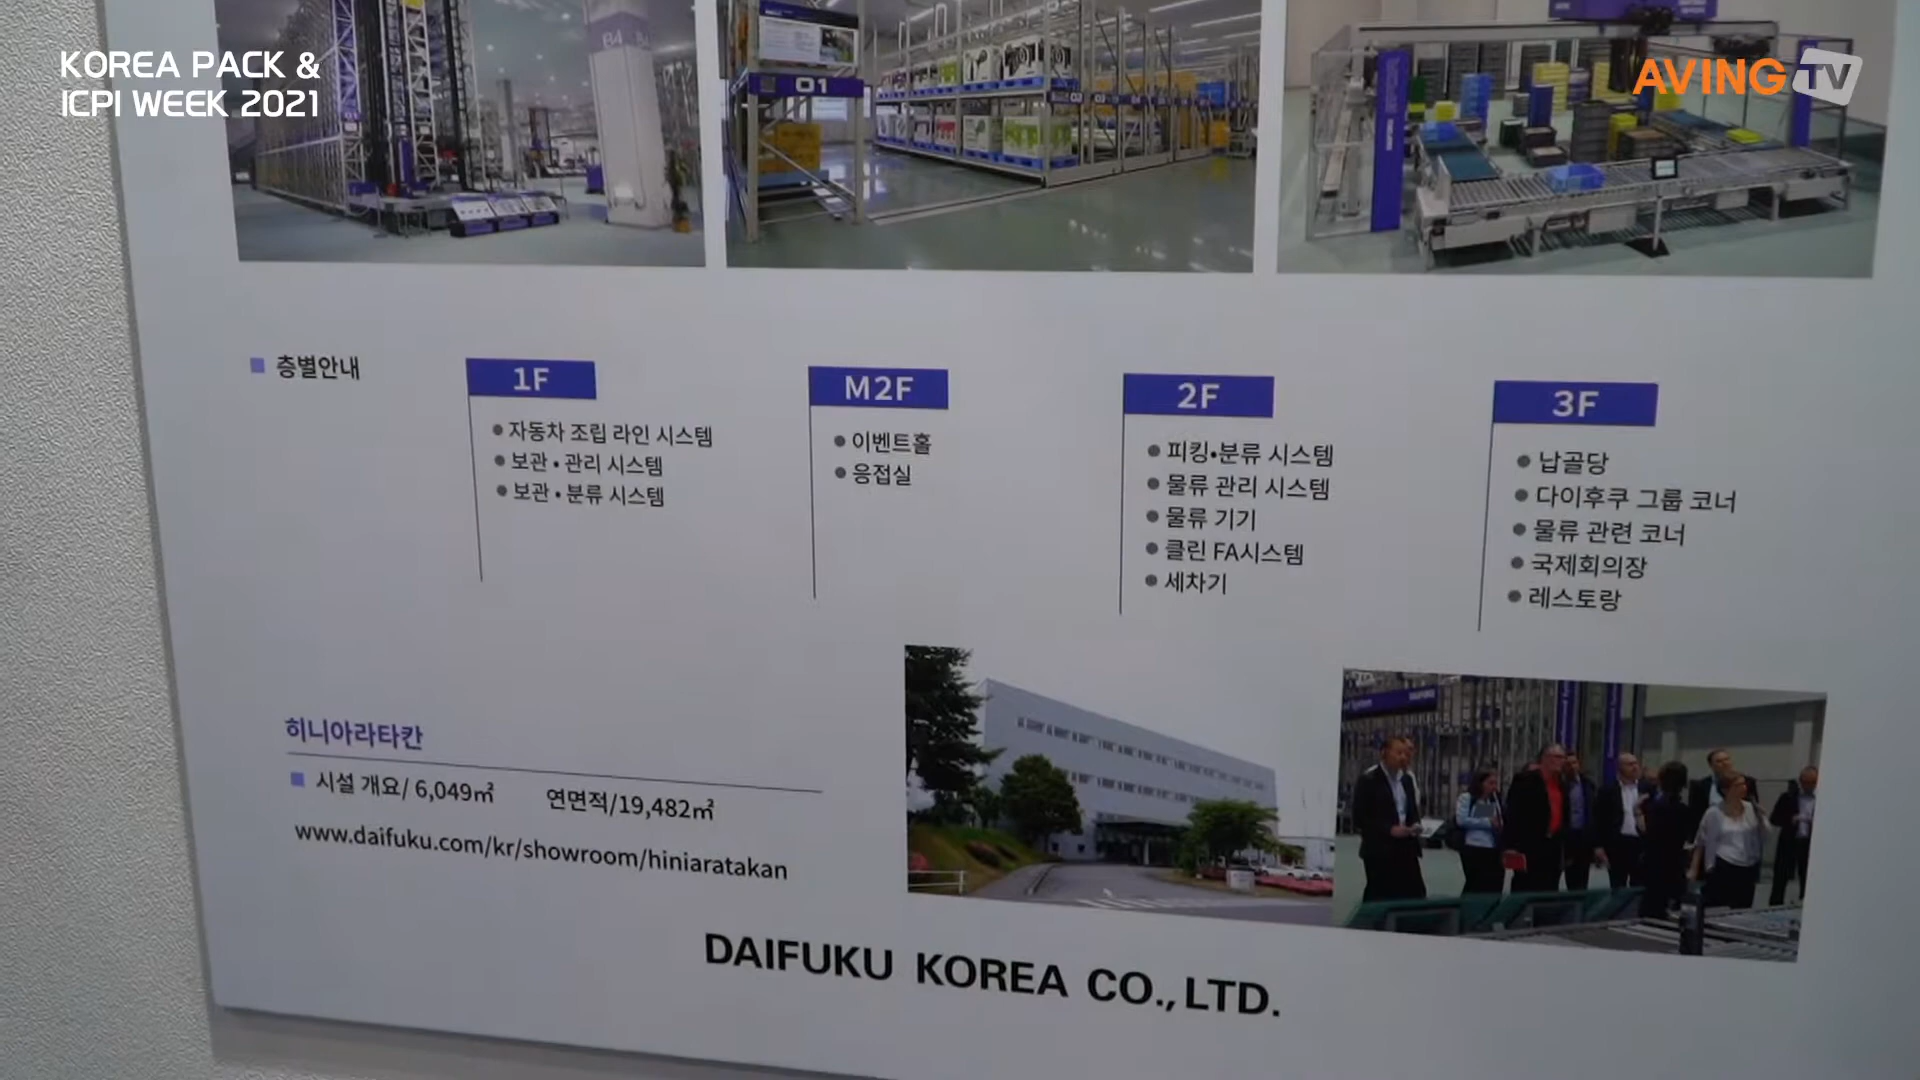 KOREA PACK &
ICPI WEEK 2021
AVING TV
01
층별안내
1F
자동차 조립 라인 시스템
보관 • 관리 시스템
보관 • 분류 시스템
M2F
이벤트홀
응접실
2F
피킹•분류 시스템
물류 관리 시스템
물류 기기
클린 FA시스템
세차기
3F
납골당
다이후쿠 그룹 코너
물류 관련 코너
국제회의장
레스토랑
히니아라타칸
시설 개요/ 6,049㎡ 연면적/19,482㎡
www.daifuku.com/kr/showroom/hiniaratakan
DAIFUKU KOREA CO., LTD.